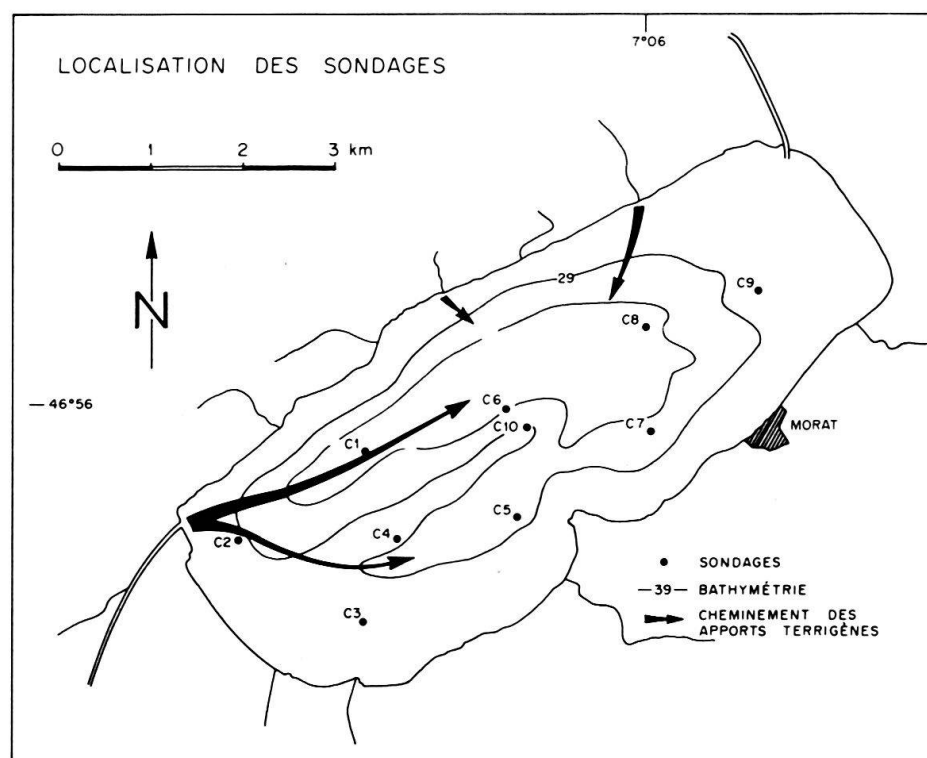 7°06
LOCALISATION DES SONDAGES
0 1 2 3 km
N
29
C9
C8
46°56
C6
C10
C7
MORAT
C1
C5
C2
C4
C3
SONDAGES
—39— BATHYMÉTRIE
CHEMINEMENT DES
APPORTS TERRIGÈNES